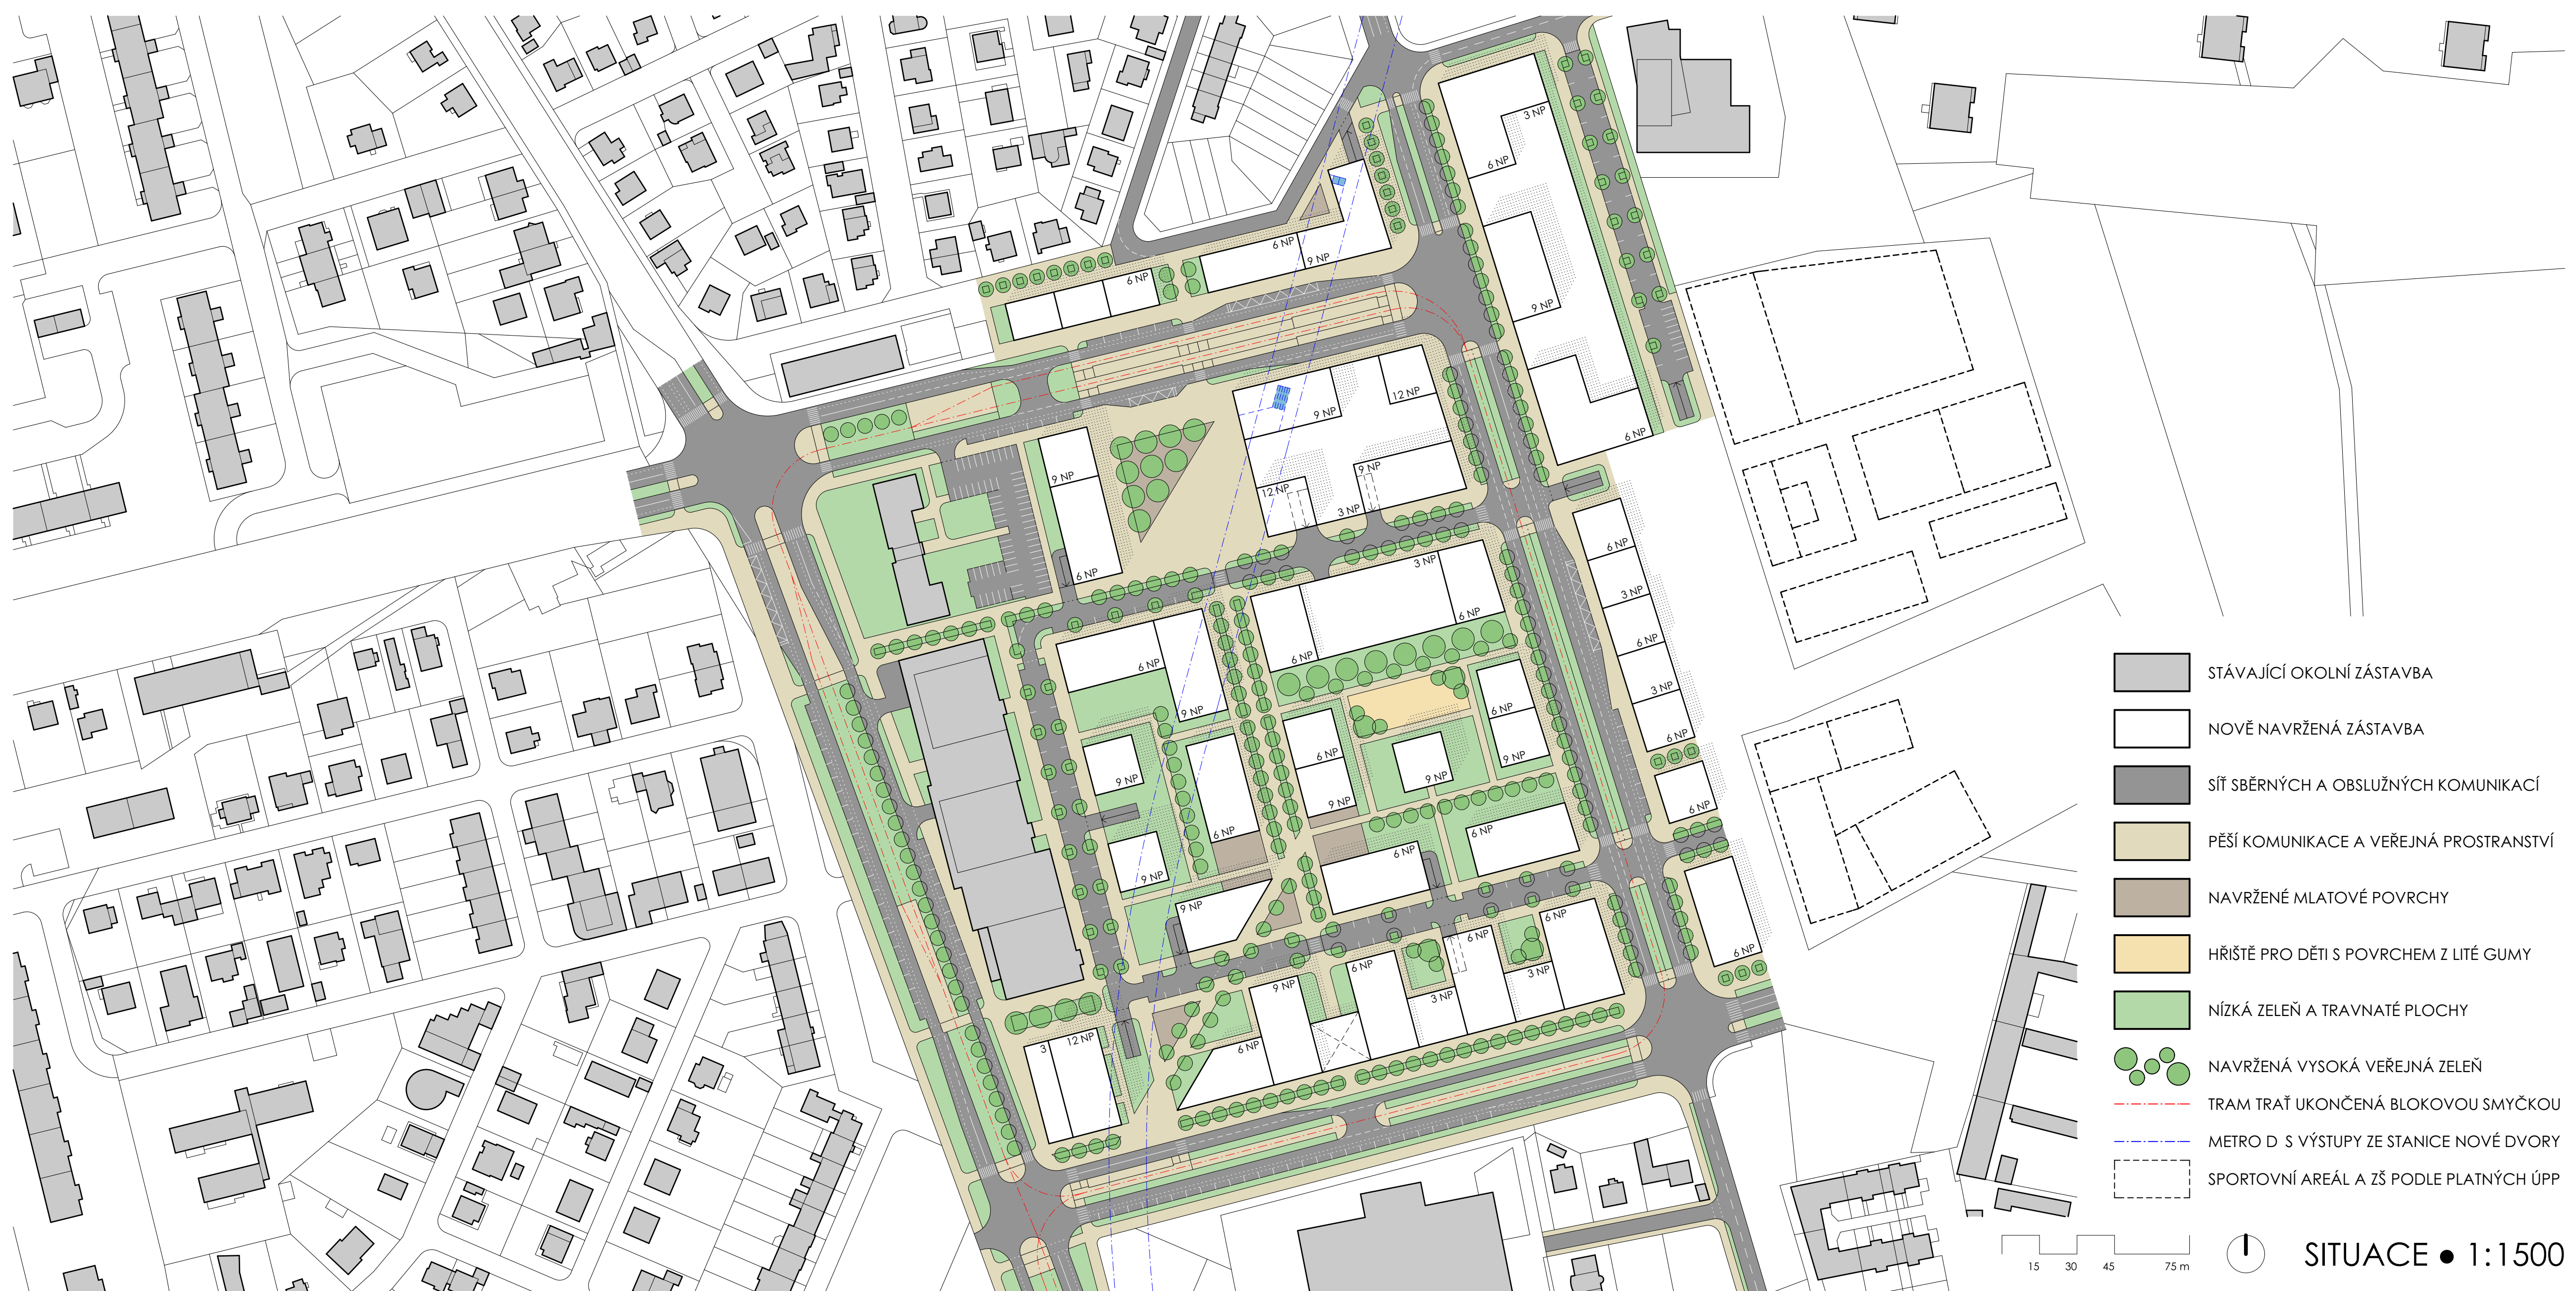 3 NP
6 NP
9 NP
6 NP
6 NP
9 NP
6 NP
9 NP
12 NP
6 NP
9 NP
9 NP
12 NP
3 NP
6 NP
6 NP
3 NP
3 NP
6 NP
6 NP
6 NP
6 NP
3 NP
9 NP
6 NP
6 NP
6 NP
9 NP
9 NP
9 NP
9 NP
6 NP
6 NP
6 NP
6 NP
9 NP
9 NP
6 NP
6 NP
6 NP
6 NP
3 NP
9 NP
3 NP
3
12 NP
6 NP
STÁVAJÍCÍ OKOLNÍ ZÁSTAVBA
NOVĚ NAVRŽENÁ ZÁSTAVBA
SÍŤ SBĚRNÝCH A OBSLUŽNÝCH KOMUNIKACÍ
PĚŠÍ KOMUNIKACE A VEŘEJNÁ PROSTRANSTVÍ
NAVRŽENÉ MLATOVÉ POVRCHY
HŘIŠTĚ PRO DĚTI S POVRCHEM Z LITÉ GUMY
NÍZKÁ ZELEŇ A TRAVNATÉ PLOCHY
NAVRŽENÁ VYSOKÁ VEŘEJNÁ ZELEŇ
TRAM TRAŤ UKONČENÁ BLOKOVOU SMYČKOU
METRO D S VÝSTUPY ZE STANICE NOVÉ DVORY
SPORTOVNÍ AREÁL A ZŠ PODLE PLATNÝCH ÚPP
15 30 45 75 m
SITUACE ● 1:1500